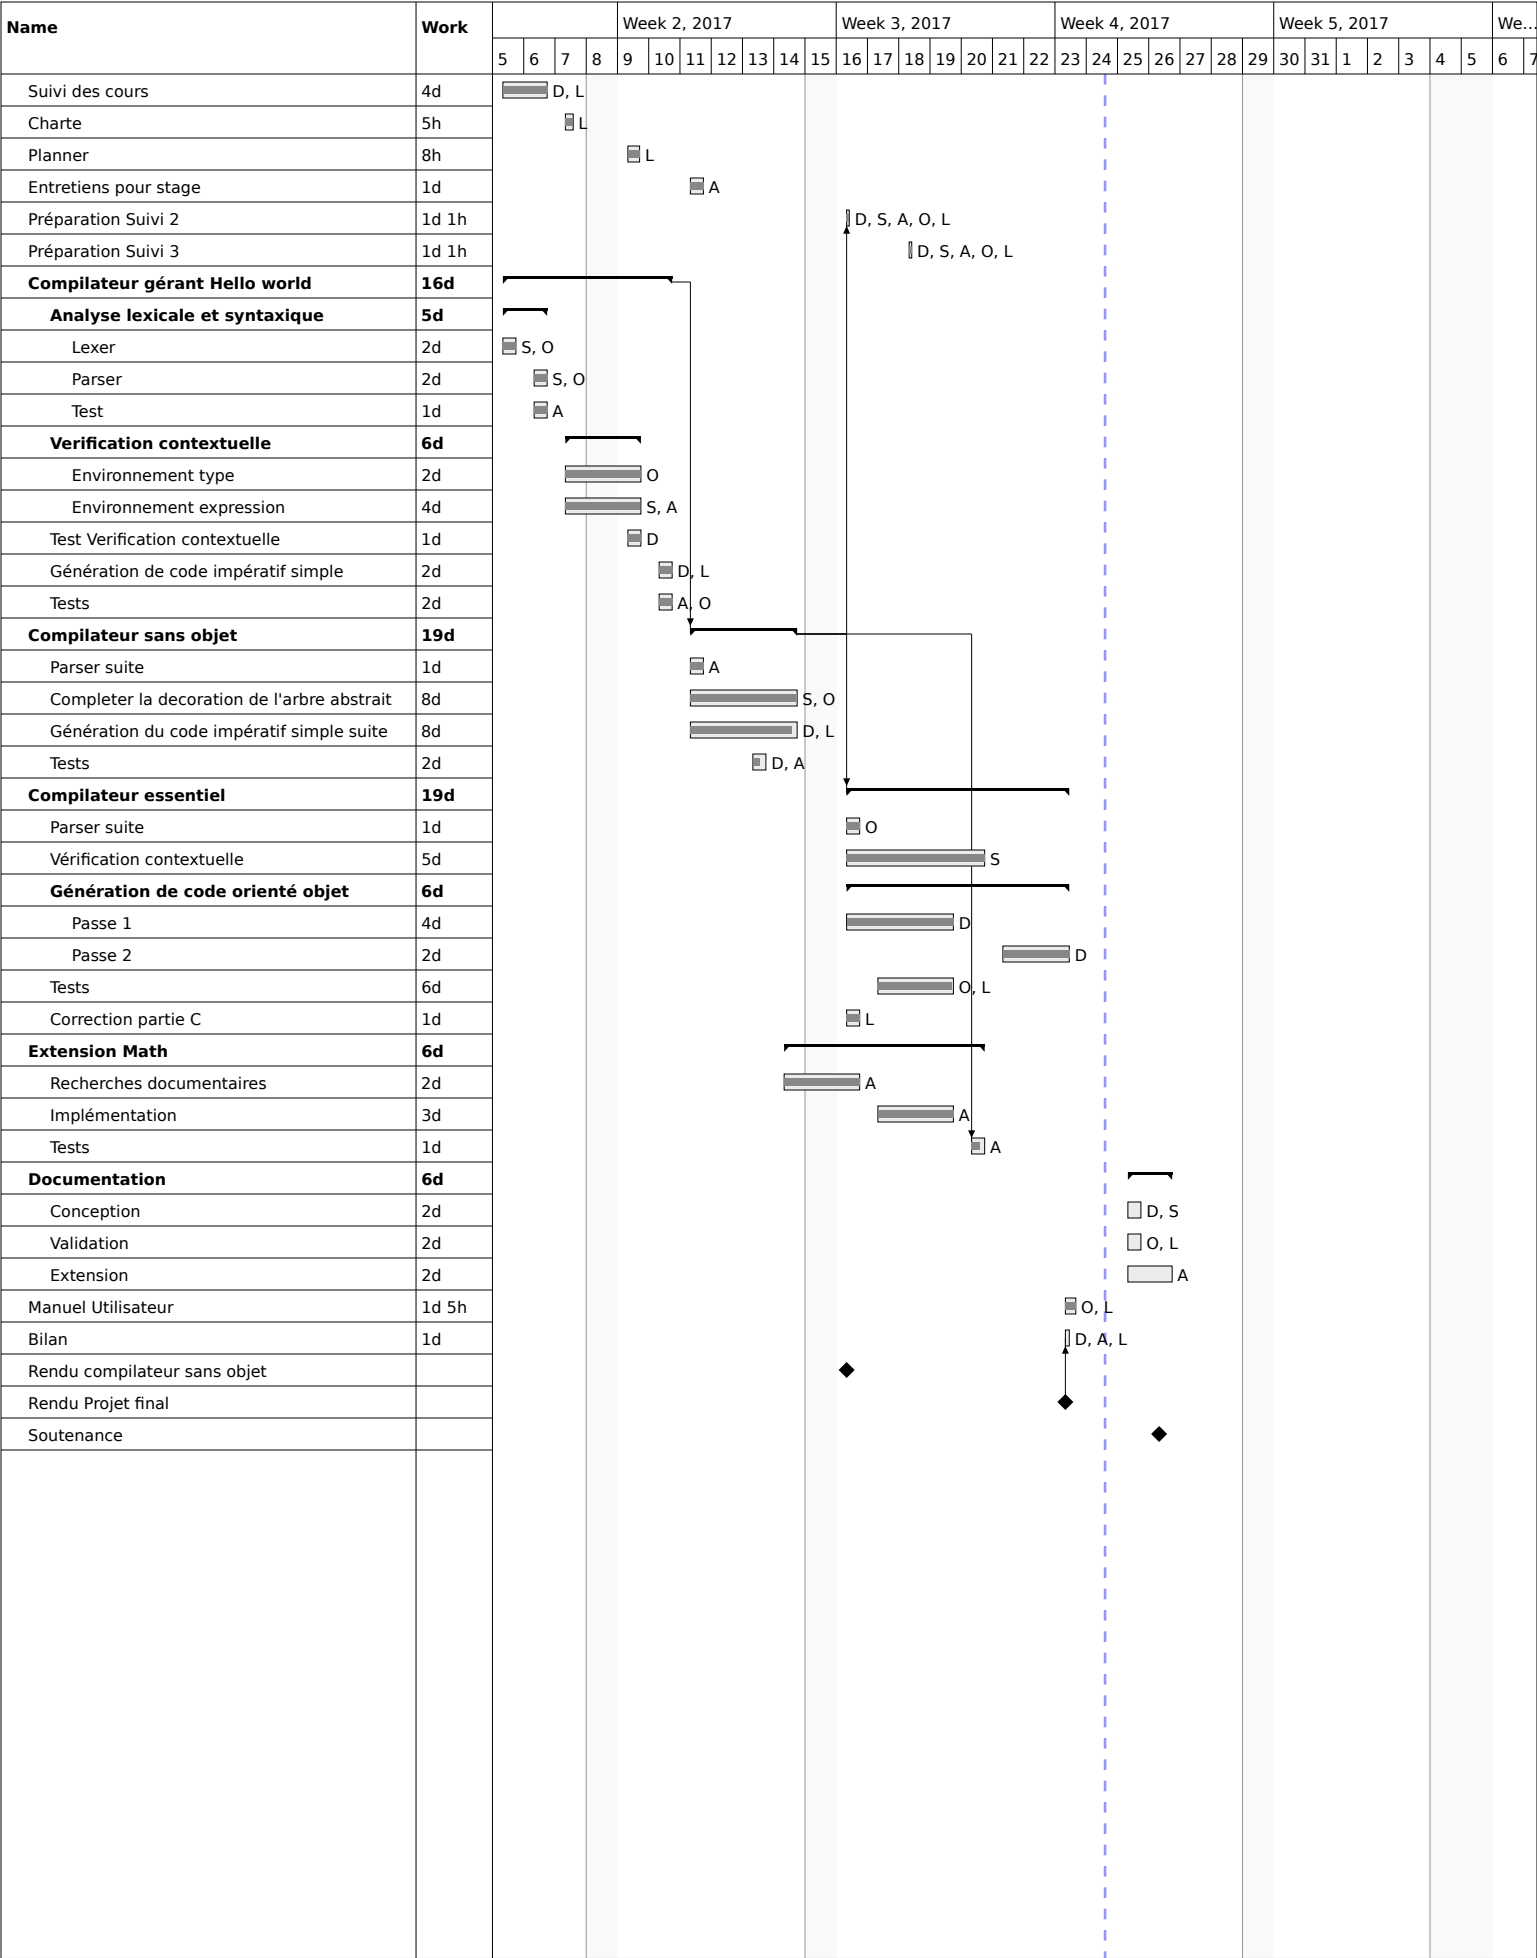 Name Work Week 2, 2017 Week 3, 2017 Week 4, 2017 Week 5, 2017 We...
5 6 7 8 9 10 11 12 13 14 15 16 17 18 19 20 21 22 23 24 25 26 27 28 29 30 31 1 2 3 4 5 6 7
Suivi des cours 4d D, L
Charte 5h L
Planner 8h L
Entretiens pour stage 1d A
Préparation Suivi 2 1d 1h D, S, A, O, L
Préparation Suivi 3 1d 1h D, S, A, O, L
Compilateur gérant Hello world 16d
Analyse lexicale et syntaxique 5d
Lexer 2d S, O
Parser 2d S, O
Test 1d A
Verification contextuelle 6d
Environnement type 2d O
Environnement expression 4d S, A
Test Verification contextuelle 1d D
Génération de code impératif simple 2d D, L
Tests 2d A, O
Compilateur sans objet 19d
Parser suite 1d A
Completer la decoration de l'arbre abstrait 8d S, O
Génération du code impératif simple suite 8d D, L
Tests 2d D, A
Compilateur essentiel 19d
Parser suite 1d O
Vérification contextuelle 5d S
Génération de code orienté objet 6d
Passe 1 4d D
Passe 2 2d D
Tests 6d O, L
Correction partie C 1d L
Extension Math 6d
Recherches documentaires 2d A
Implémentation 3d A
Tests 1d A
Documentation 6d
Conception 2d D, S
Validation 2d O, L
Extension 2d A
Manuel Utilisateur 1d 5h O, L
Bilan 1d D, A, L
Rendu compilateur sans objet
Rendu Projet final
Soutenance